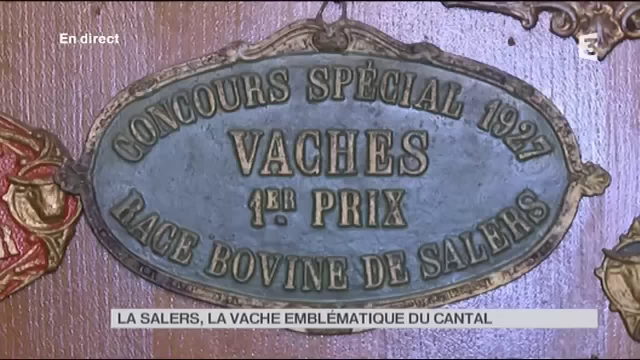 En direct
3
CONCOURS SPÉCIAL 1927
VACHES
1ER PRIX
RACE BOVINE DE SALERS
LA SALERS, LA VACHE EMBLÉMATIQUE DU CANTAL